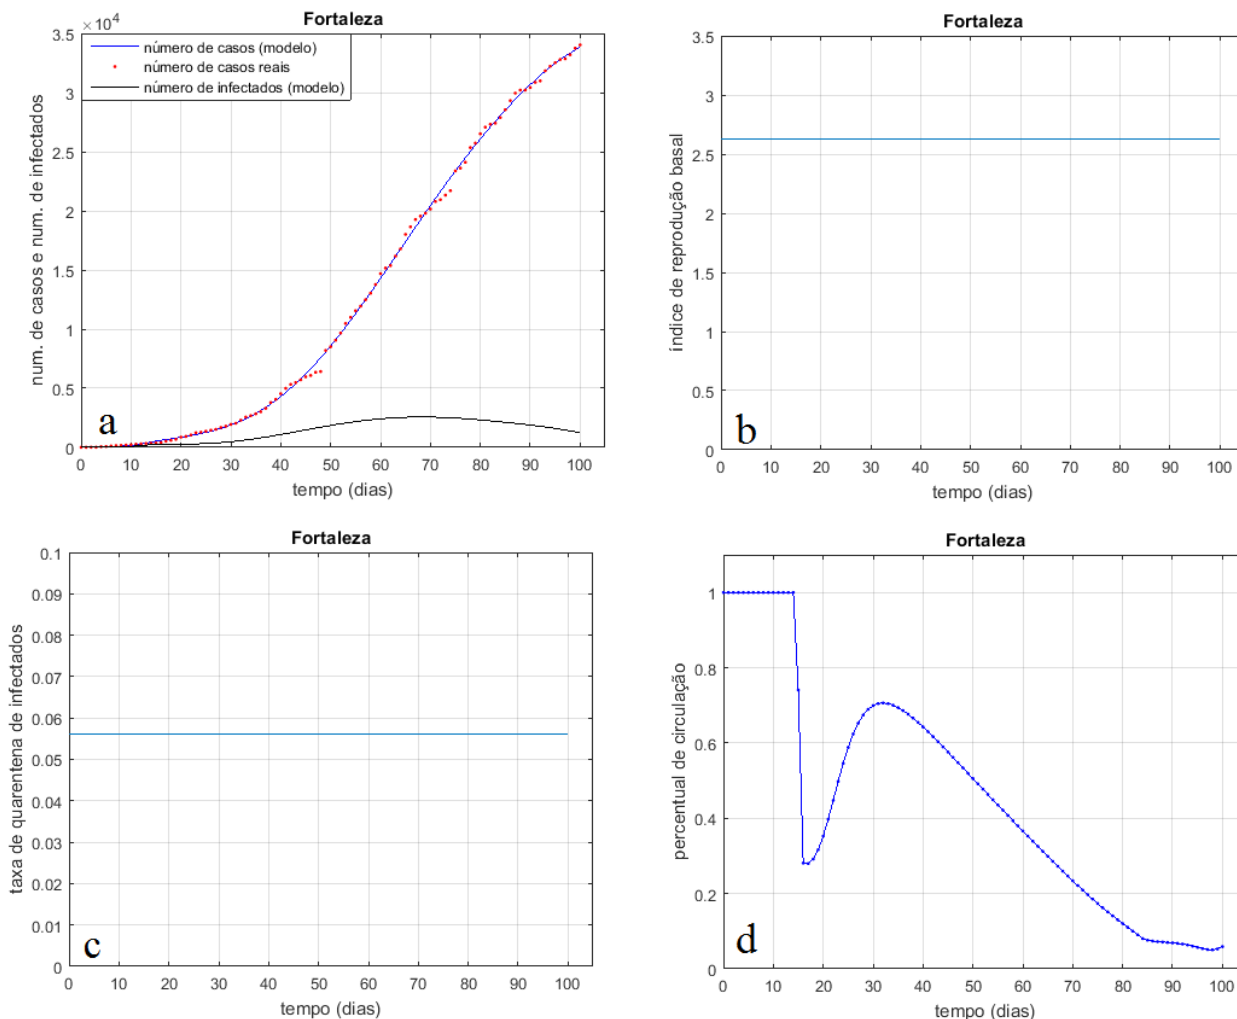 Fortaleza
×10⁴
3.5
3
2.5
2
1.5
1
0.5
0
número de casos (modelo)
número de casos reais
número de infectados (modelo)
num. de casos e num. de infectados
a
0 10 20 30 40 50 60 70 80 90 100
tempo (dias)
Fortaleza
3.5
3
2.5
2
1.5
1
0.5
0
índice de reprodução basal
b
0 10 20 30 40 50 60 70 80 90 100
tempo (dias)
Fortaleza
0.1
0.09
0.08
0.07
0.06
0.05
0.04
0.03
0.02
0.01
0
taxa de quarentena de infectados
c
0 10 20 30 40 50 60 70 80 90 100
tempo (dias)
Fortaleza
1
0.8
0.6
0.4
0.2
0
percentual de circulação
d
0 10 20 30 40 50 60 70 80 90 100
tempo (dias)